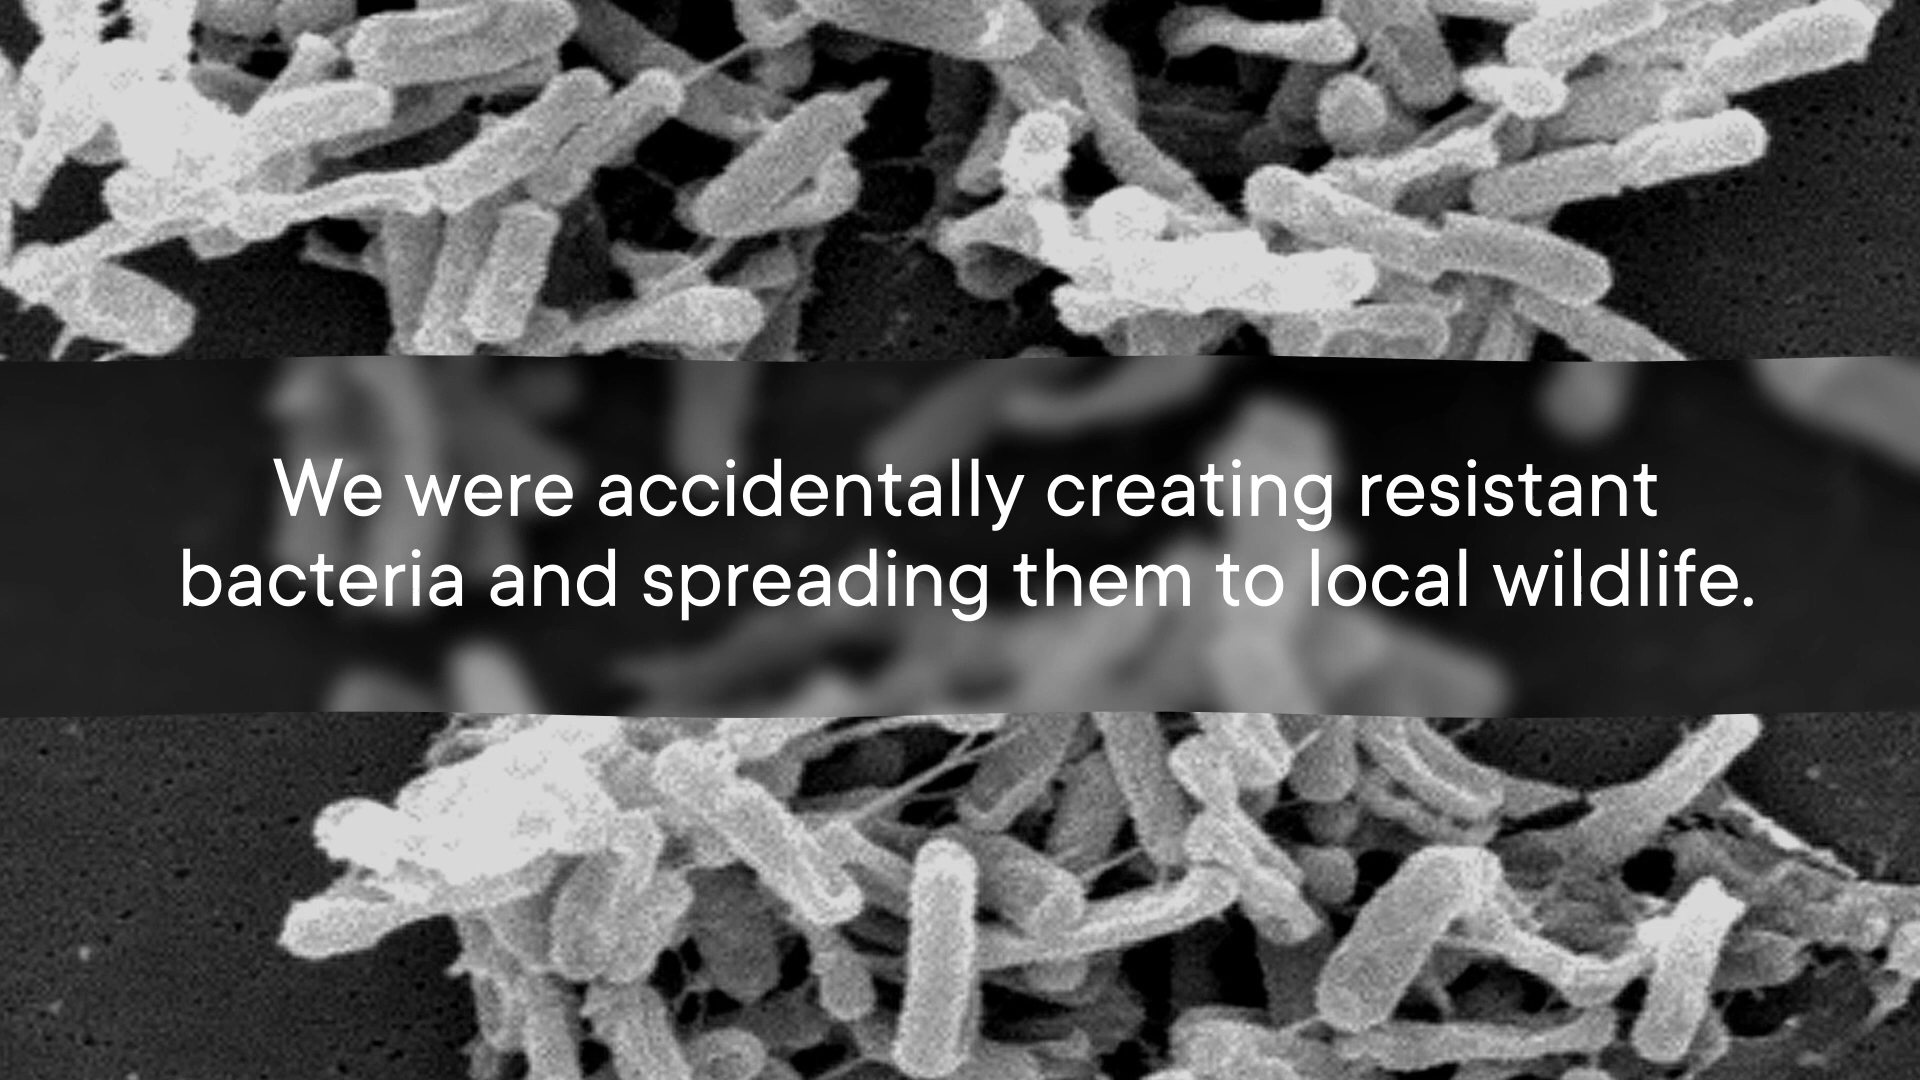 We were accidentally creating resistant
bacteria and spreading them to local wildlife.